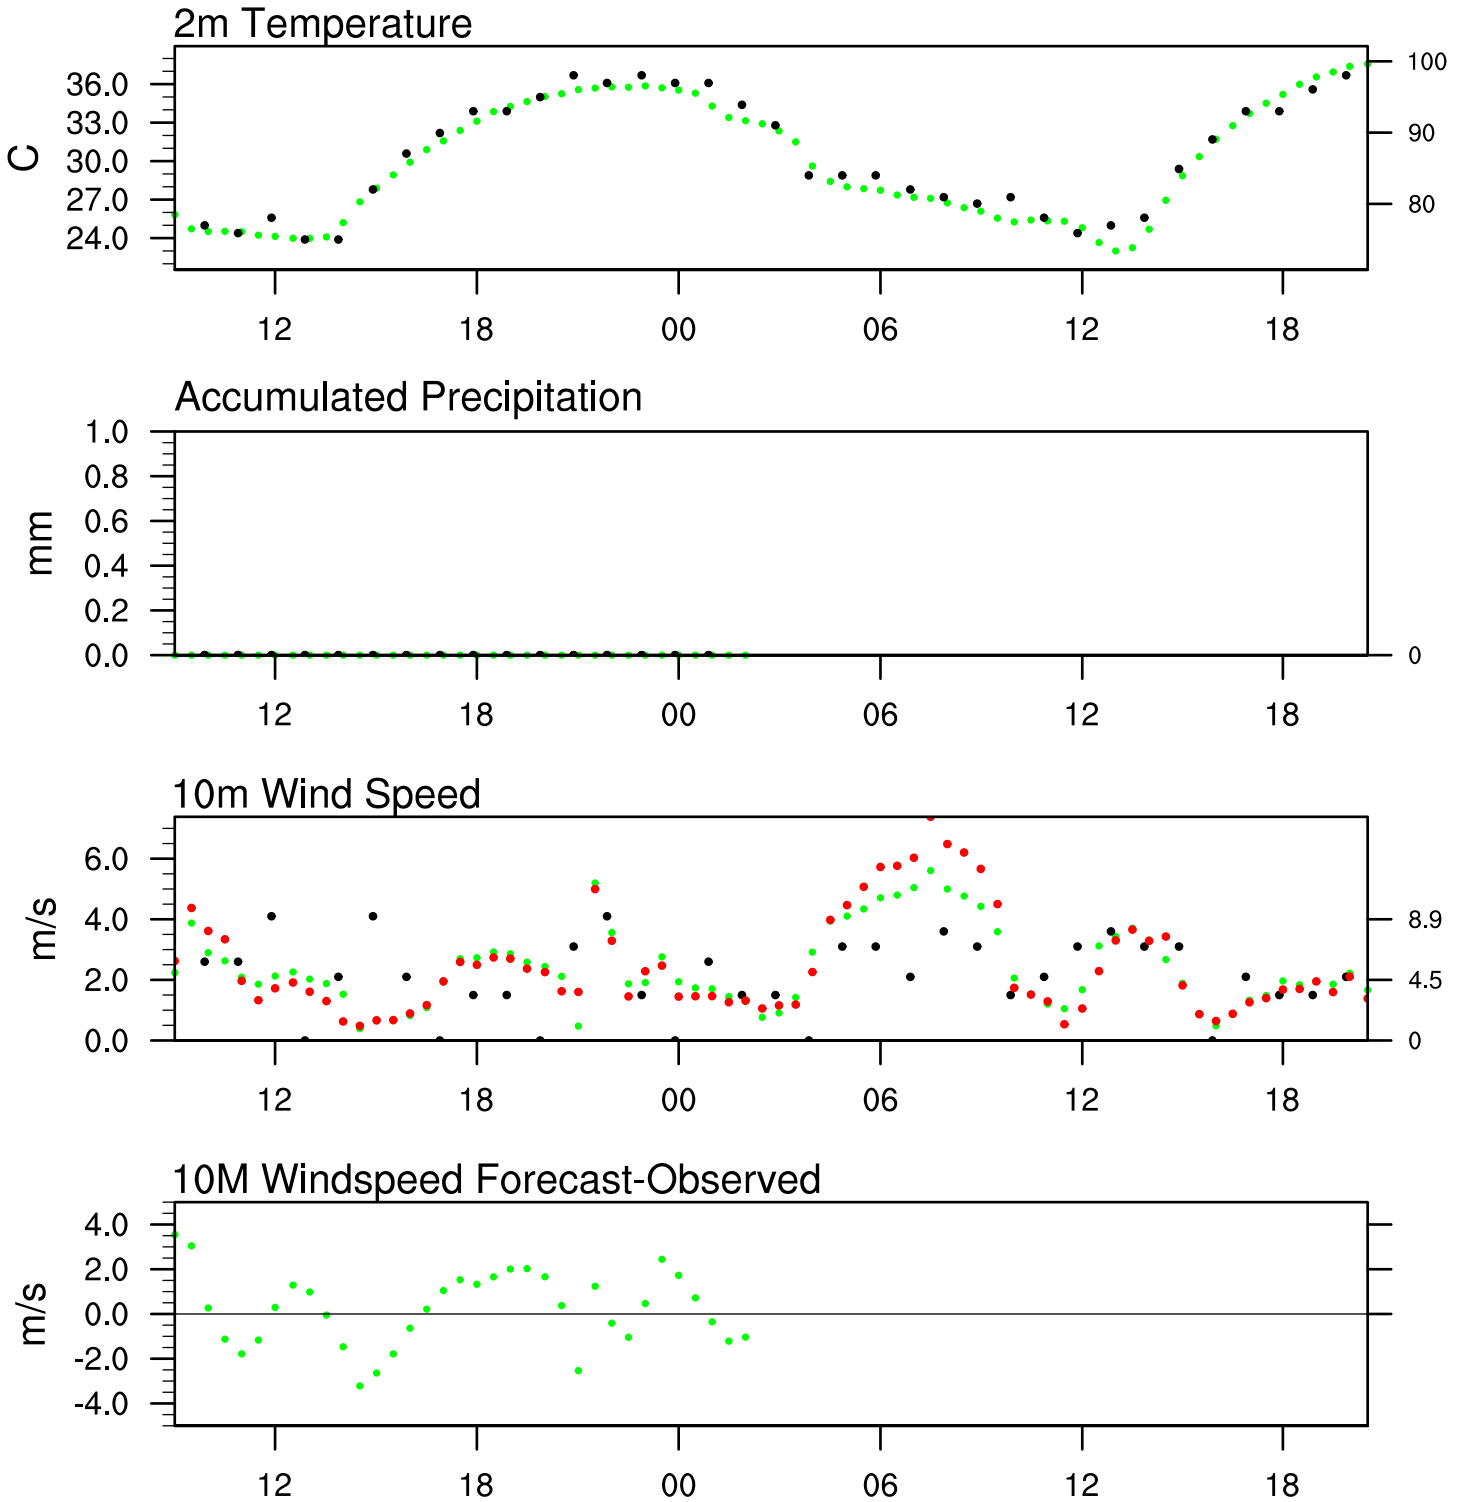 2m Temperature
36.0
33.0
30.0
27.0
24.0
C
100
90
80
12 18 00 06 12 18
Accumulated Precipitation
1.0
0.8
0.6
0.4
0.2
0.0
mm
0
12 18 00 06 12 18
10m Wind Speed
6.0
4.0
2.0
0.0
m/s
8.9
4.5
0
12 18 00 06 12 18
10M Windspeed Forecast-Observed
4.0
2.0
0.0
-2.0
-4.0
m/s
12 18 00 06 12 18